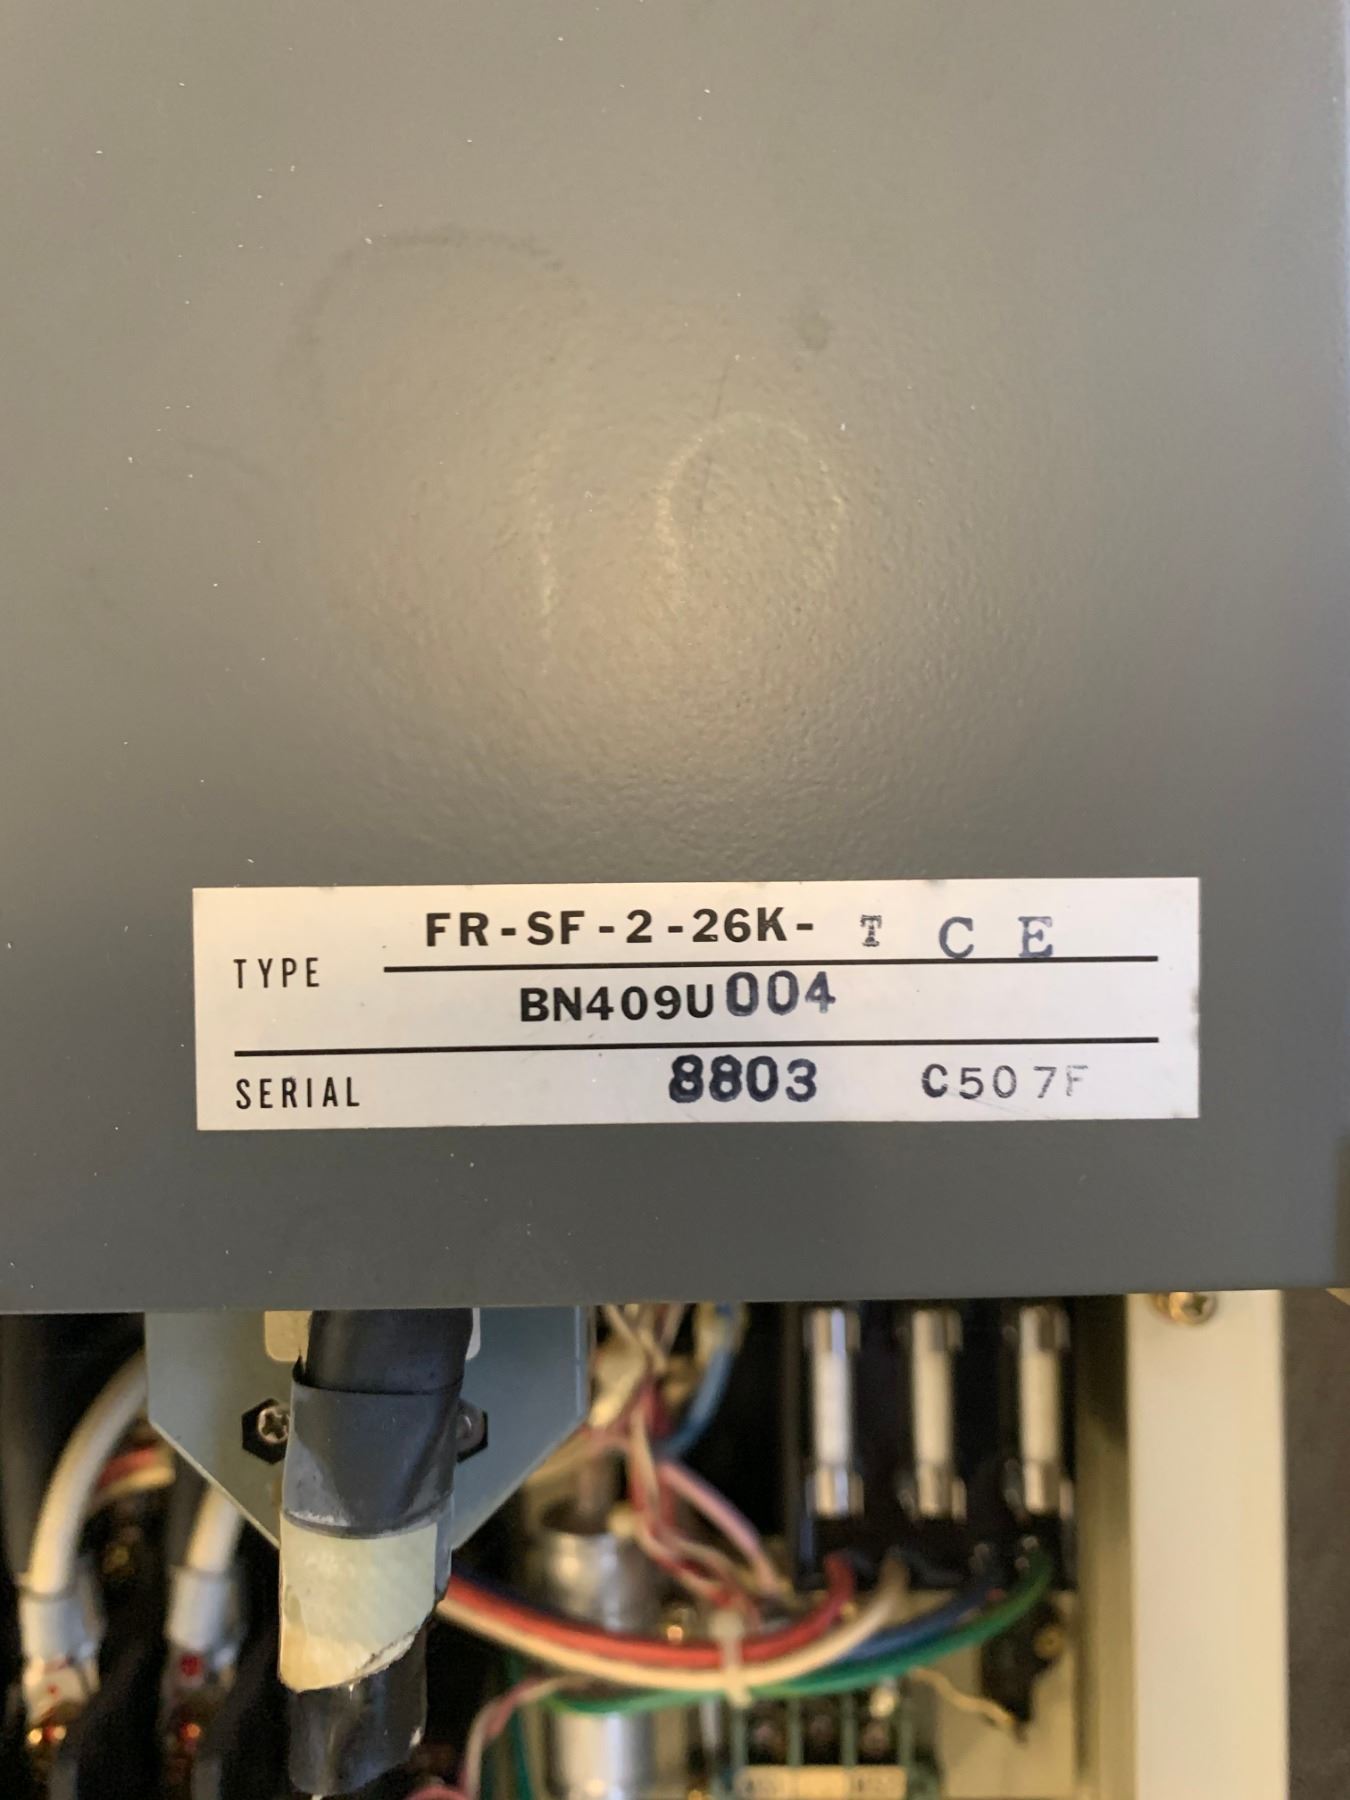 TYPE FR-SF-2-26K- T C E
BN409U004
SERIAL 8803 C507F